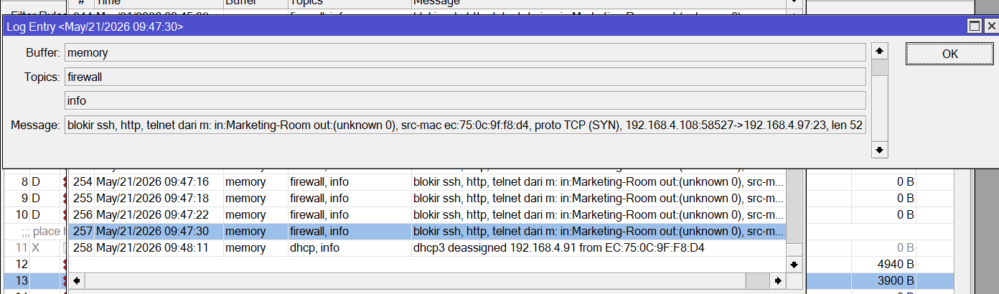 # Time Buffer Topics Message
Log Entry <May/21/2026 09:47:30>
Buffer: memory
OK
Topics: firewall
info
Message: blokir ssh, http, telnet dari m: in:Marketing-Room out:(unknown 0), src-mac ec:75:0c:9f:f8:d4, proto TCP (SYN), 192.168.4.108:58527->192.168.4.97:23, len 52
8 D 254 May/21/2026 09:47:16 memory firewall, info blokir ssh, http, telnet dari m: in:Marketing-Room out:(unknown 0), src-m... 0 B
9 D 255 May/21/2026 09:47:18 memory firewall, info blokir ssh, http, telnet dari m: in:Marketing-Room out:(unknown 0), src-m... 0 B
10 D 256 May/21/2026 09:47:22 memory firewall, info blokir ssh, http, telnet dari m: in:Marketing-Room out:(unknown 0), src-m... 0 B
;;; place 257 May/21/2026 09:47:30 memory firewall, info blokir ssh, http, telnet dari m: in:Marketing-Room out:(unknown 0), src-m...
11 X 258 May/21/2026 09:48:11 memory dhcp, info dhcp3 deassigned 192.168.4.91 from EC:75:0C:9F:F8:D4 0 B
12 4940 B
13 3900 B